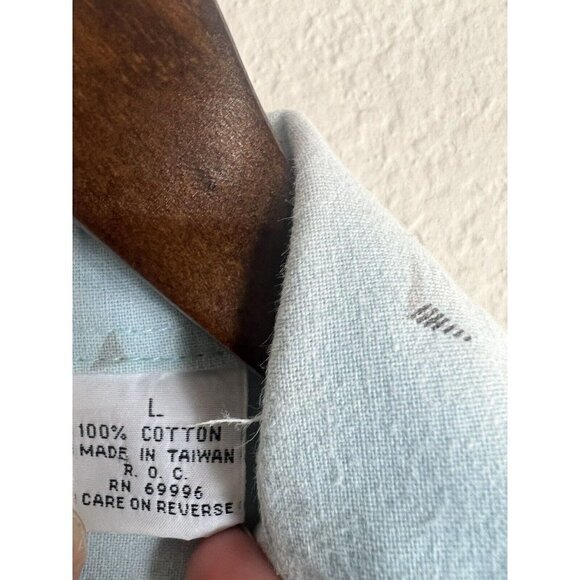 L
100% COTTON
MADE IN TAIWAN
R. O. C.
RN 69996
CARE ON REVERSE